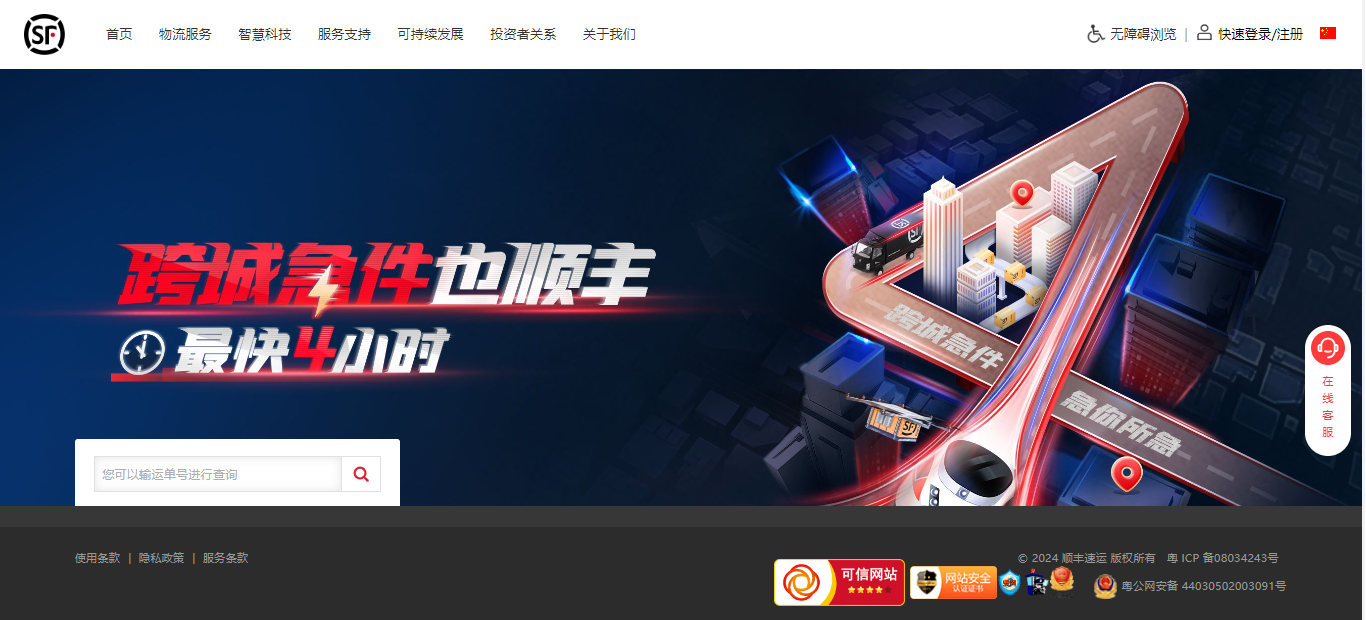 SF
首页 物流服务 智慧科技 服务支持 可持续发展 投资者关系 关于我们
无障碍浏览 | 快速登录/注册
跨城急件也顺丰
最快4小时
SF
跨城急件
急你所急
SF
在线客服
您可以输运单号进行查询
使用条款 | 隐私政策 | 服务条款
© 2024 顺丰速运 版权所有 粤 ICP 备08034243号
可信网站
网站安全
认证证书
粤公网安备 44030502003091号